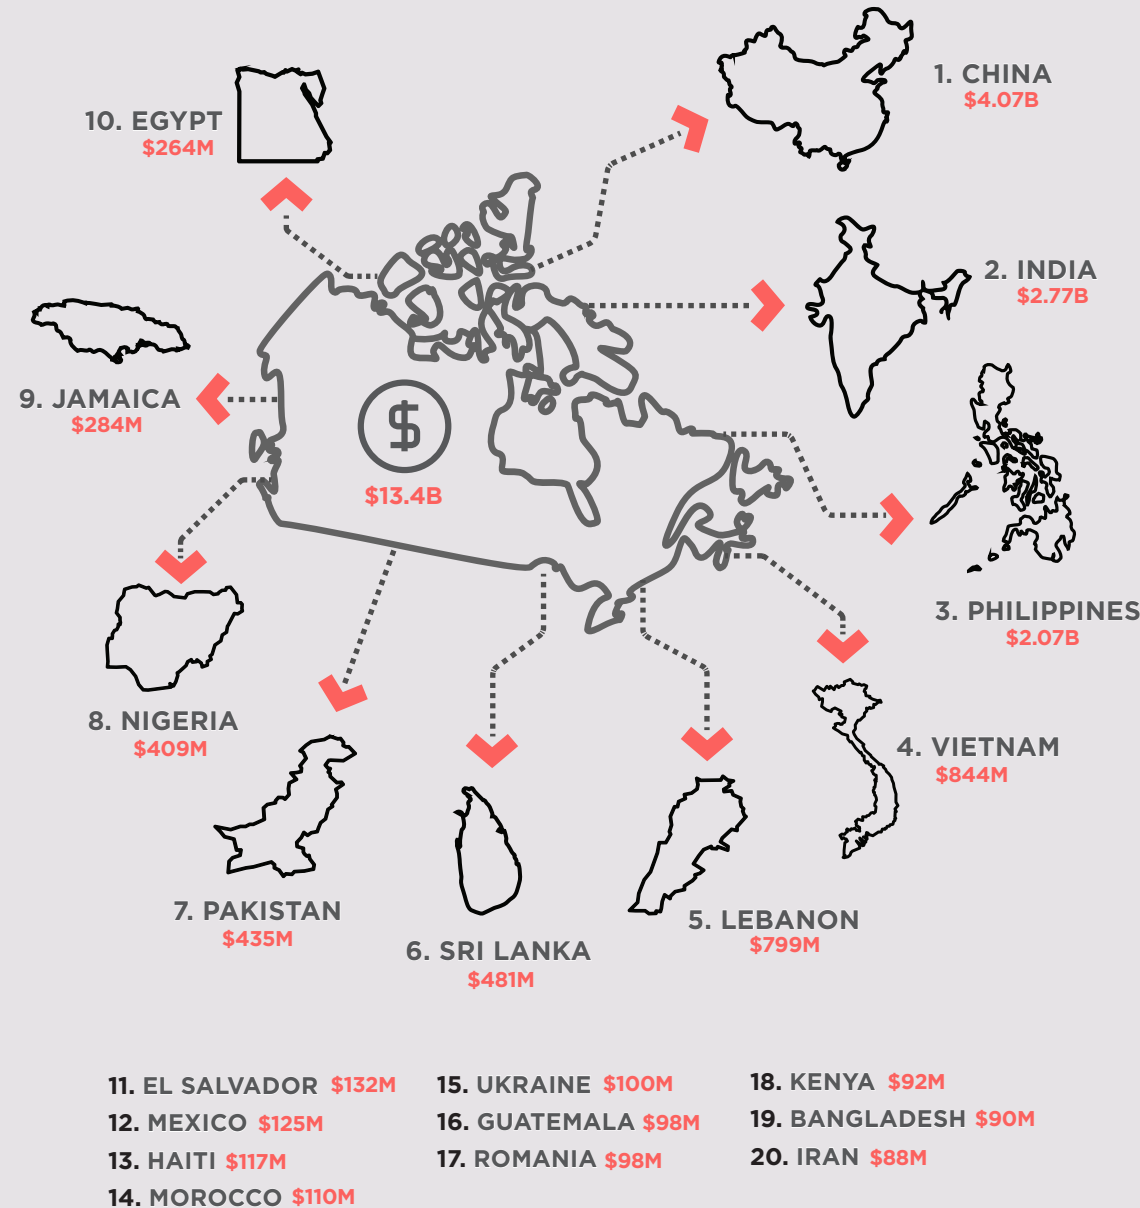 1. CHINA
$4.07B
10. EGYPT
$264M
2. INDIA
$2.77B
9. JAMAICA
$284M
$
$13.4B
3. PHILIPPINES
$2.07B
8. NIGERIA
$409M
4. VIETNAM
$844M
7. PAKISTAN
$435M
5. LEBANON
$799M
6. SRI LANKA
$481M
11. EL SALVADOR $132M
12. MEXICO $125M
13. HAITI $117M
14. MOROCCO $110M
15. UKRAINE $100M
16. GUATEMALA $98M
17. ROMANIA $98M
18. KENYA $92M
19. BANGLADESH $90M
20. IRAN $88M